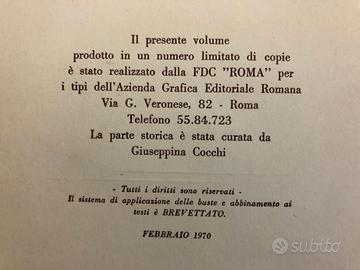 Il presente volume
prodotto in un numero limitato di copie
è stato realizzato dalla FDC "ROMA" per
i tipi dell'Azienda Grafica Editoriale Romana
Via G. Veronese, 82 - Roma
Telefono 55.84.723
La parte storica è stata curata da
Giuseppina Cocchi
- Tutti i diritti sono riservati -
Il sistema di applicazione delle buste e abbinamento ai
testi è BREVETTATO.
FEBBRAIO 1970
subito